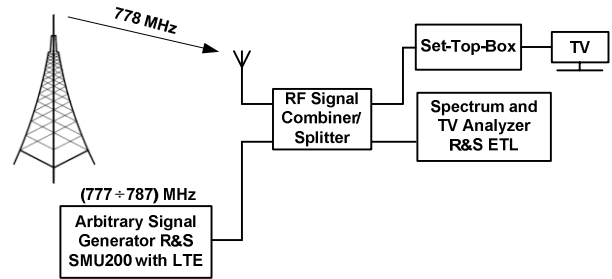 778 MHz
Set-Top-Box
TV
RF Signal
Combiner/
Splitter
Spectrum and
TV Analyzer
R&S ETL
(777÷787) MHz
Arbitrary Signal
Generator R&S
SMU200 with LTE